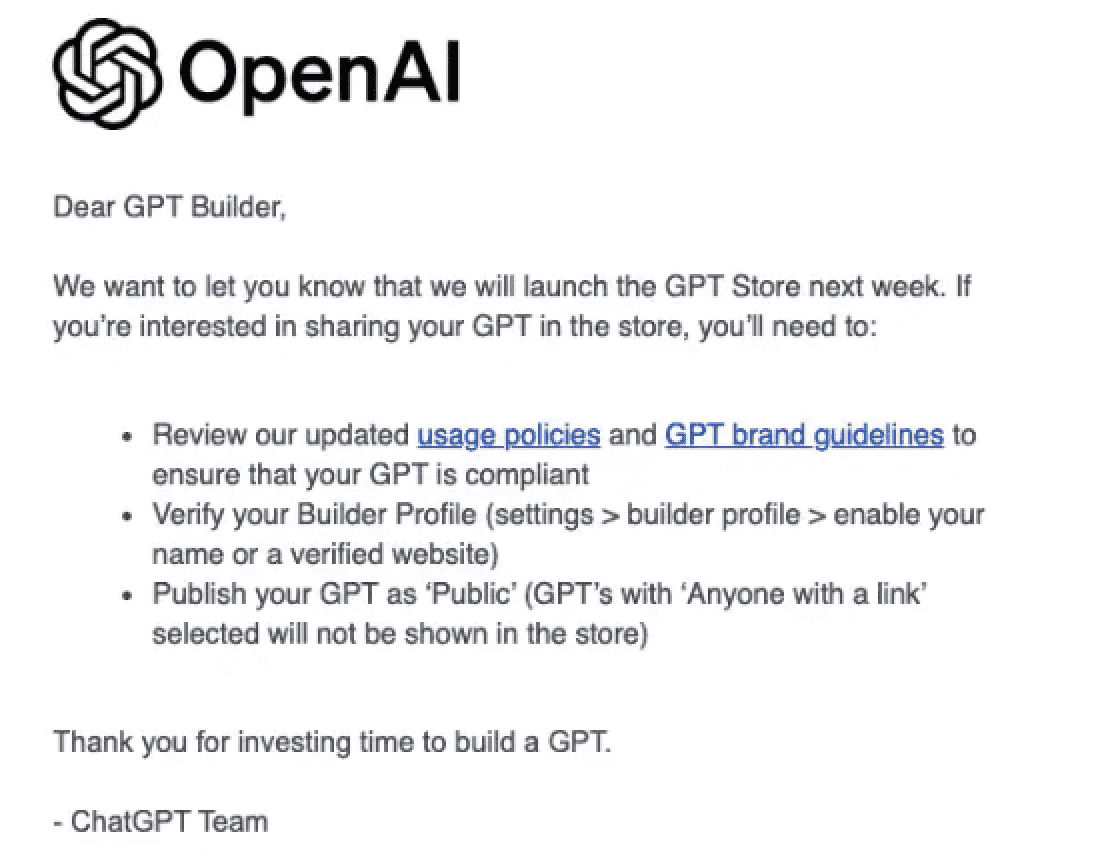 OpenAI
Dear GPT Builder,
We want to let you know that we will launch the GPT Store next week. If
you’re interested in sharing your GPT in the store, you’ll need to:
• Review our updated usage policies and GPT brand guidelines to
ensure that your GPT is compliant
• Verify your Builder Profile (settings > builder profile > enable your
name or a verified website)
• Publish your GPT as ‘Public’ (GPT’s with ‘Anyone with a link’
selected will not be shown in the store)
Thank you for investing time to build a GPT.
- ChatGPT Team